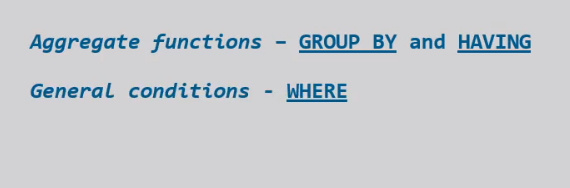 Aggregate functions – GROUP BY and HAVING
General conditions - WHERE